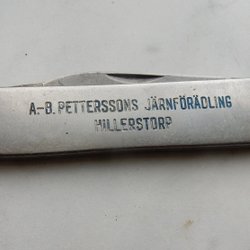 A.-B. PETTERSSONS JÄRNFÖRÄDLING
HILLERSTORP